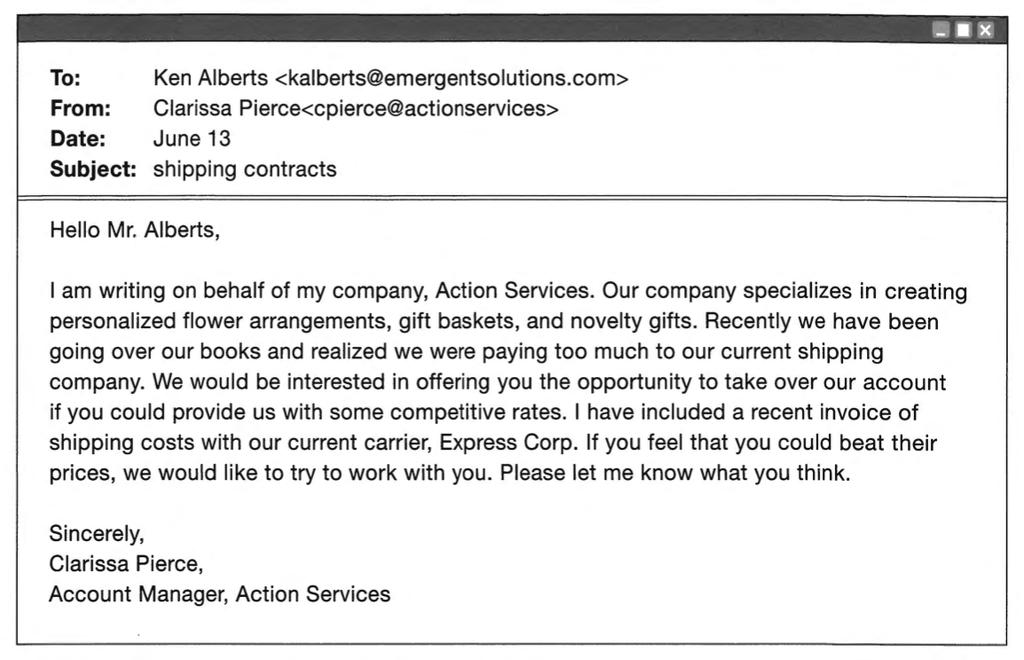 To: Ken Alberts <kalberts@emergentsolutions.com>
From: Clarissa Pierce<cpierce@actionservices>
Date: June 13
Subject: shipping contracts
Hello Mr. Alberts,
I am writing on behalf of my company, Action Services. Our company specializes in creating
personalized flower arrangements, gift baskets, and novelty gifts. Recently we have been
going over our books and realized we were paying too much to our current shipping
company. We would be interested in offering you the opportunity to take over our account
if you could provide us with some competitive rates. I have included a recent invoice of
shipping costs with our current carrier, Express Corp. If you feel that you could beat their
prices, we would like to try to work with you. Please let me know what you think.
Sincerely,
Clarissa Pierce,
Account Manager, Action Services